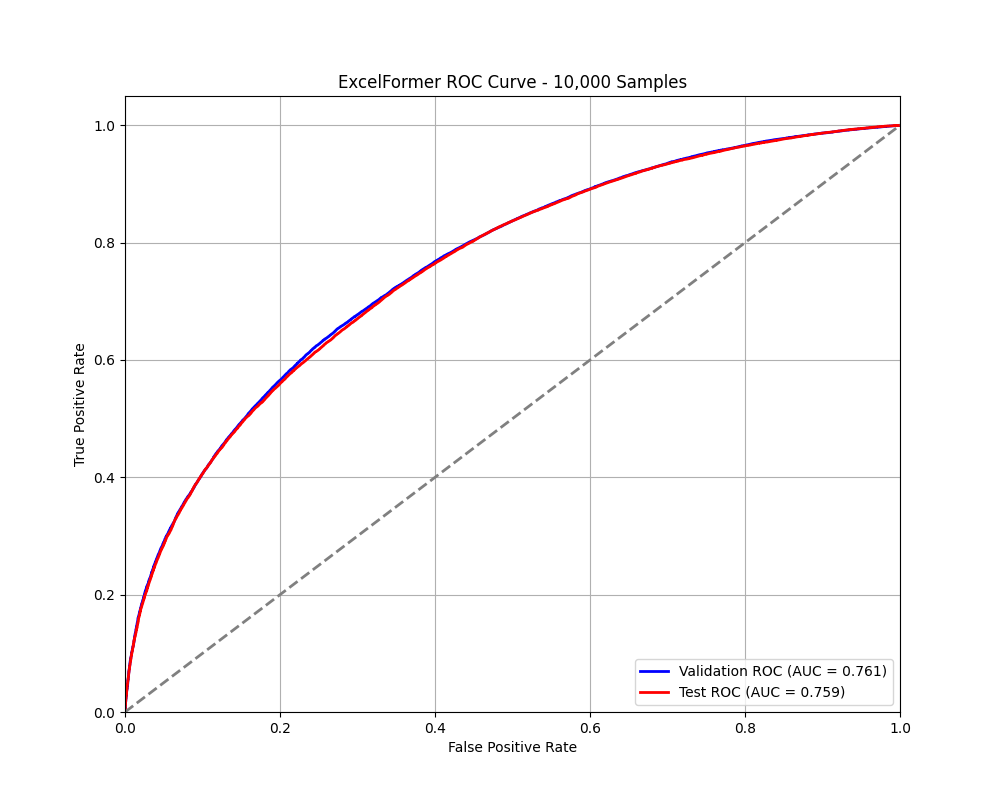 ExcelFormer ROC Curve - 10,000 Samples
1.0
0.8
0.6
0.4
0.2
0.0
True Positive Rate
0.0 0.2 0.4 0.6 0.8 1.0
False Positive Rate
Validation ROC (AUC = 0.761)
Test ROC (AUC = 0.759)